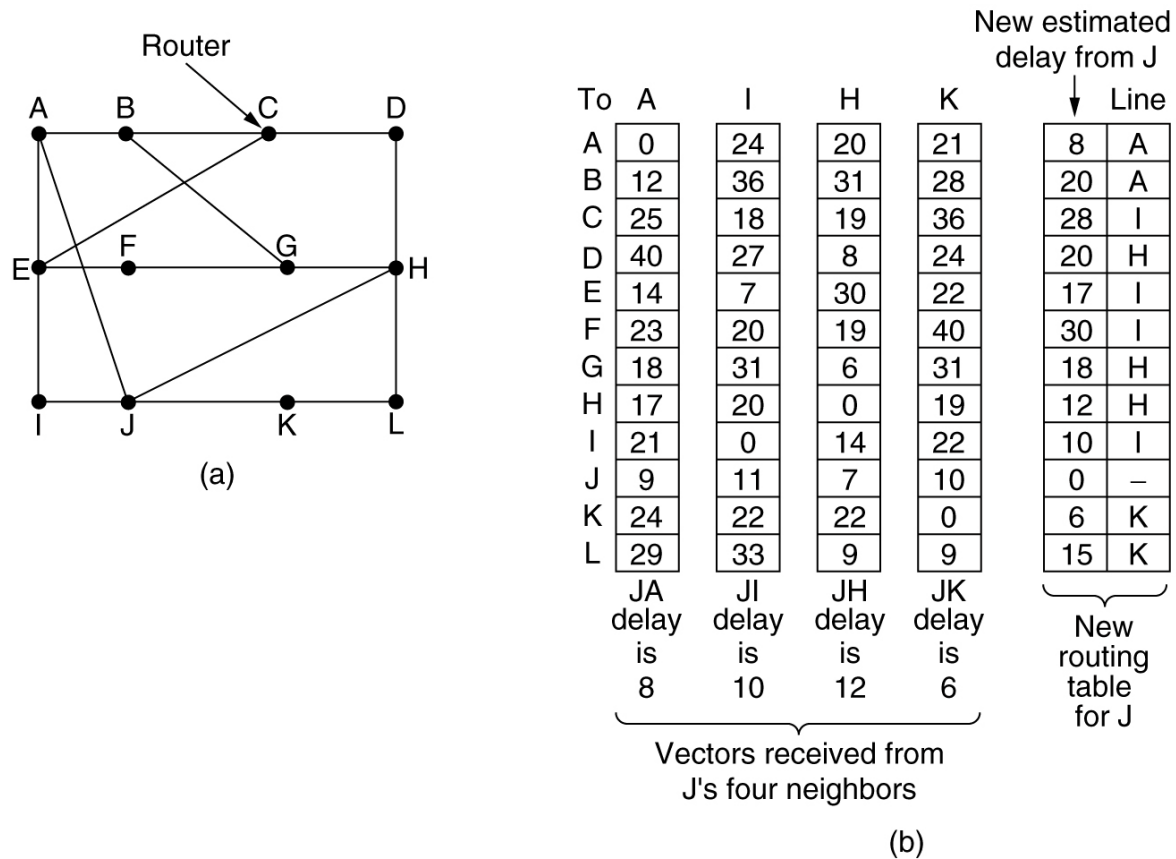 Router
A B C D
E F G H
I J K L
(a)
New estimated
delay from J
To A I H K Line
A 0 24 20 21 8 A
B 12 36 31 28 20 A
C 25 18 19 36 28 I
D 40 27 8 24 20 H
E 14 7 30 22 17 I
F 23 20 19 40 30 I
G 18 31 6 31 18 H
H 17 20 0 19 12 H
I 21 0 14 22 10 I
J 9 11 7 10 0 –
K 24 22 22 0 6 K
L 29 33 9 9 15 K
JA JI JH JK
delay delay delay delay
is is is is
8 10 12 6
New
routing
table
for J
Vectors received from
J's four neighbors
(b)